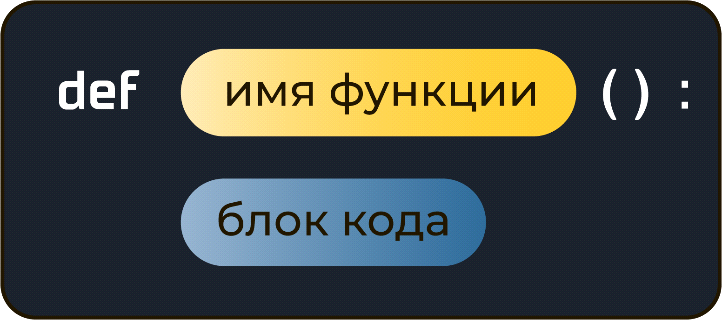 def имя функции ( ) :
блок кода